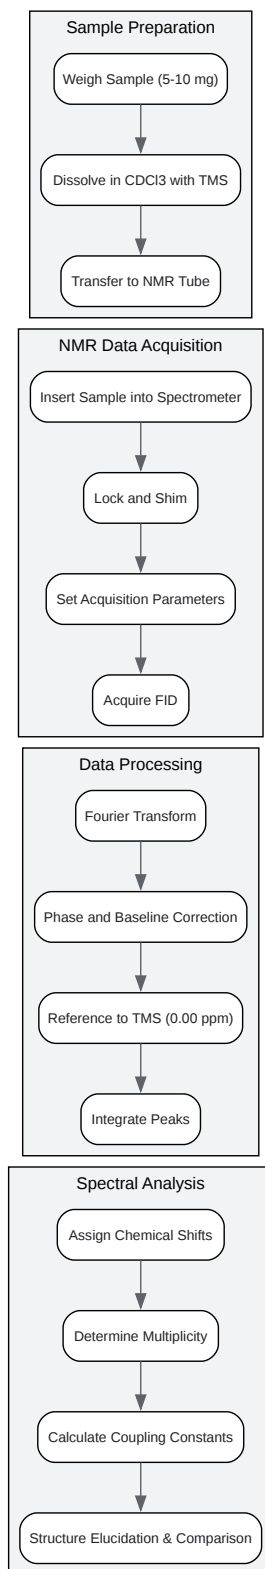 Sample Preparation
Weigh Sample (5-10 mg)
Dissolve in CDCl3 with TMS
Transfer to NMR Tube
NMR Data Acquisition
Insert Sample into Spectrometer
Lock and Shim
Set Acquisition Parameters
Acquire FID
Data Processing
Fourier Transform
Phase and Baseline Correction
Reference to TMS (0.00 ppm)
Integrate Peaks
Spectral Analysis
Assign Chemical Shifts
Determine Multiplicity
Calculate Coupling Constants
Structure Elucidation & Comparison